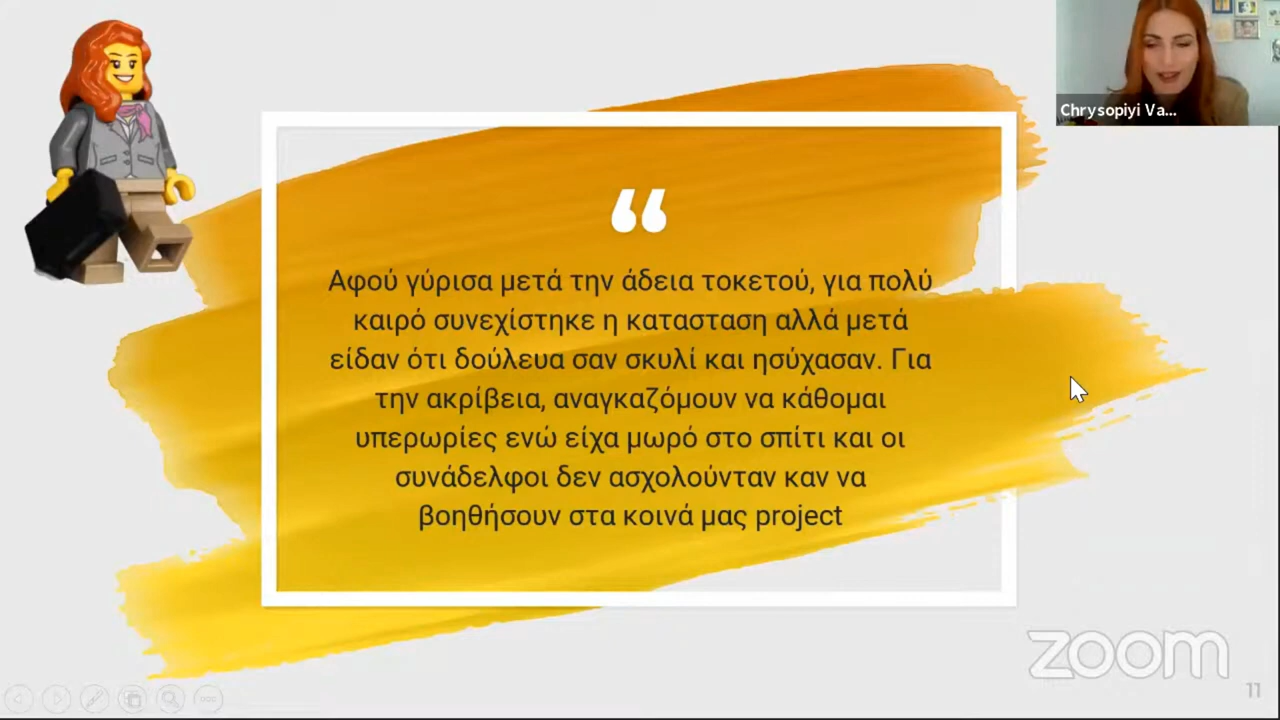 Chrysopiyi Va...
“
Αφού γύρισα μετά την άδεια τοκετού, για πολύ
καιρό συνεχίστηκε η κατασταση αλλά μετά
είδαν ότι δούλευα σαν σκυλί και ησύχασαν. Για
την ακρίβεια, αναγκαζόμουν να κάθομαι
υπερωρίες ενώ είχα μωρό στο σπίτι και οι
συνάδελφοι δεν ασχολούνταν καν να
βοηθήσουν στα κοινά μας project
zoom
11